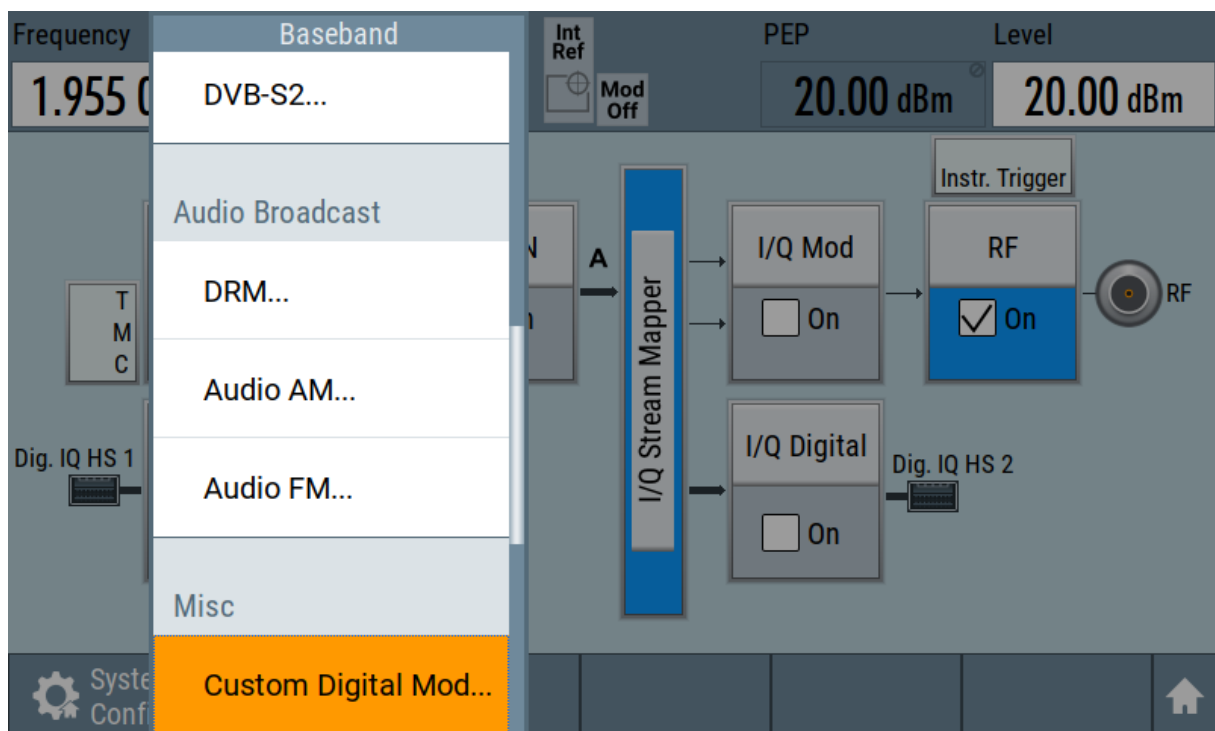 Frequency
Baseband
Int
Ref
PEP
Level
1.955
DVB-S2...
Mod
Off
20.00 dBm
20.00 dBm
Instr. Trigger
Audio Broadcast
I/Q Mod
RF
A
DRM...
T
M
C
On
On
RF
I/Q Stream Mapper
Audio AM...
Dig. IQ HS 1
I/Q Digital
Dig. IQ HS 2
Audio FM...
On
Misc
Custom Digital Mod...